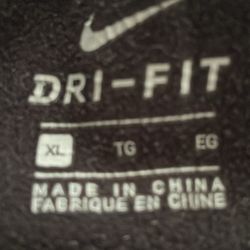 DRI-FIT
XL TG EG
MADE IN CHINA
FABRIQUE EN CHINE